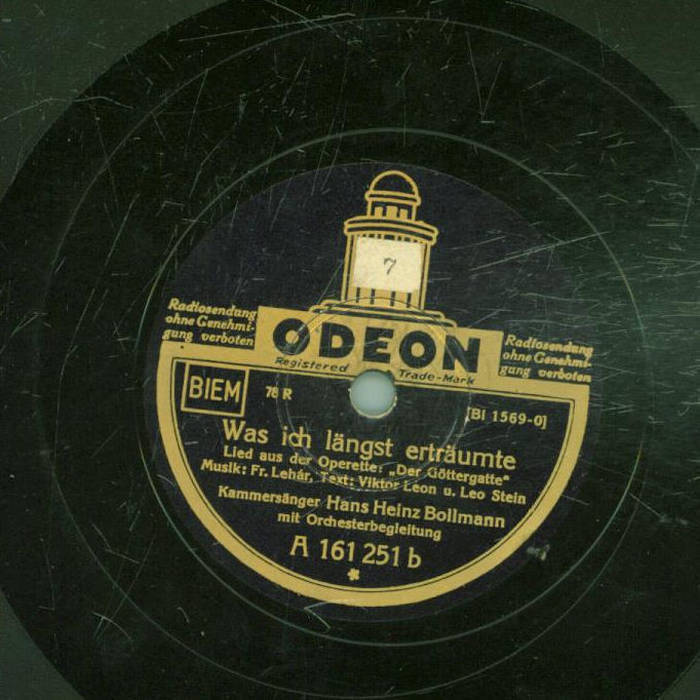 7
Radiosendung
ohne Genehmi-
gung verboten
ODEON
Registered Trade-Mark
Radiosendung
ohne Genehmi-
gung verboten
BIEM
78 R
[BI 1569-0]
Was ich längst erträumte
Lied aus der Operette: „Der Göttergatte“
Musik: Fr. Lehár, Text: Viktor Léon u. Leo Stein
Kammersänger Hans Heinz Bollmann
mit Orchesterbegleitung
A 161 251 b